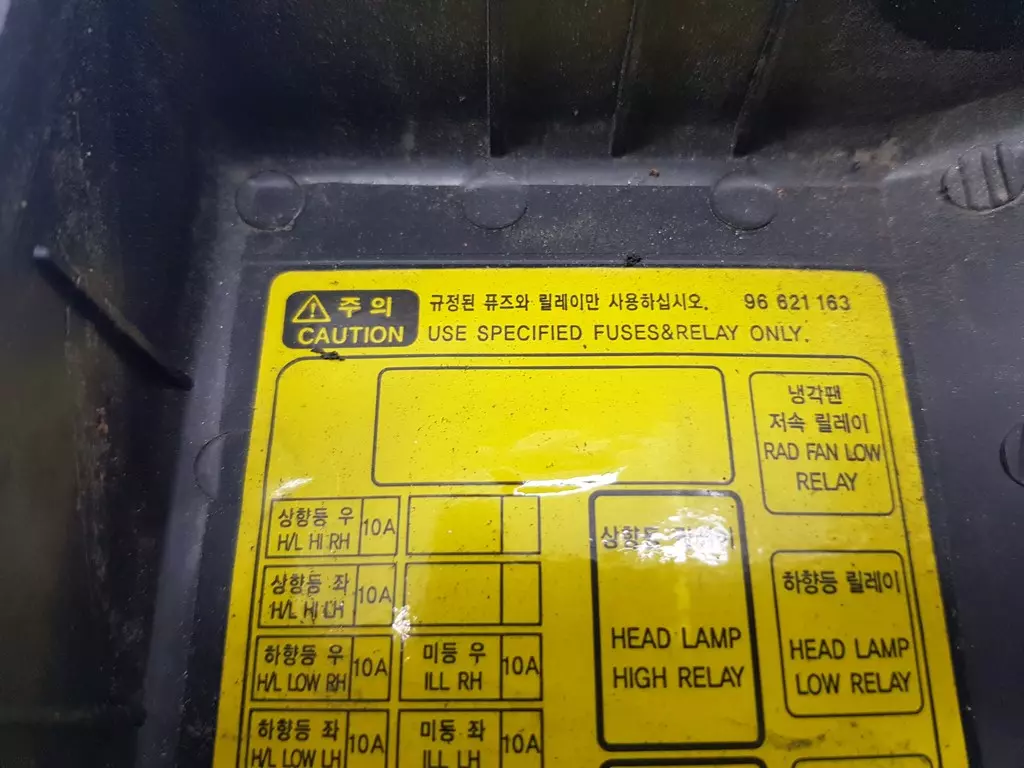 주의 규정된 퓨즈와 릴레이만 사용하십시오. 96 621 163
CAUTION USE SPECIFIED FUSES&RELAY ONLY.
냉각팬
저속 릴레이
RAD FAN LOW
RELAY
상향등 우 10A
H/L HI RH
상향등
상향등 좌 10A
H/L HI LH
하향등 릴레이
HEAD LAMP
HIGH RELAY
HEAD LAMP
LOW RELAY
하향등 우 10A
H/L LOW RH
미등 우 10A
ILL RH
하향등 좌 10A
H/L LOW LH
미등 좌 10A
ILL LH